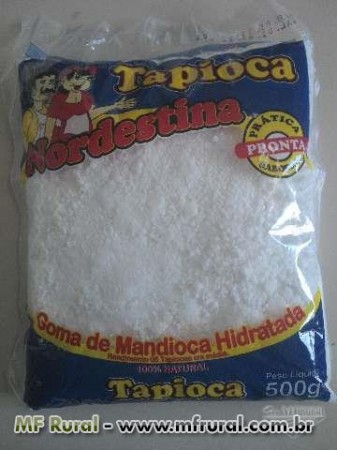 Tapioca
Nordestina
PRÁTICA
PRONTA
Goma de Mandioca Hidratada
100% NATURAL
Peso Líquido
Tapioca
500g
MF Rural - www.mfrural.com.br